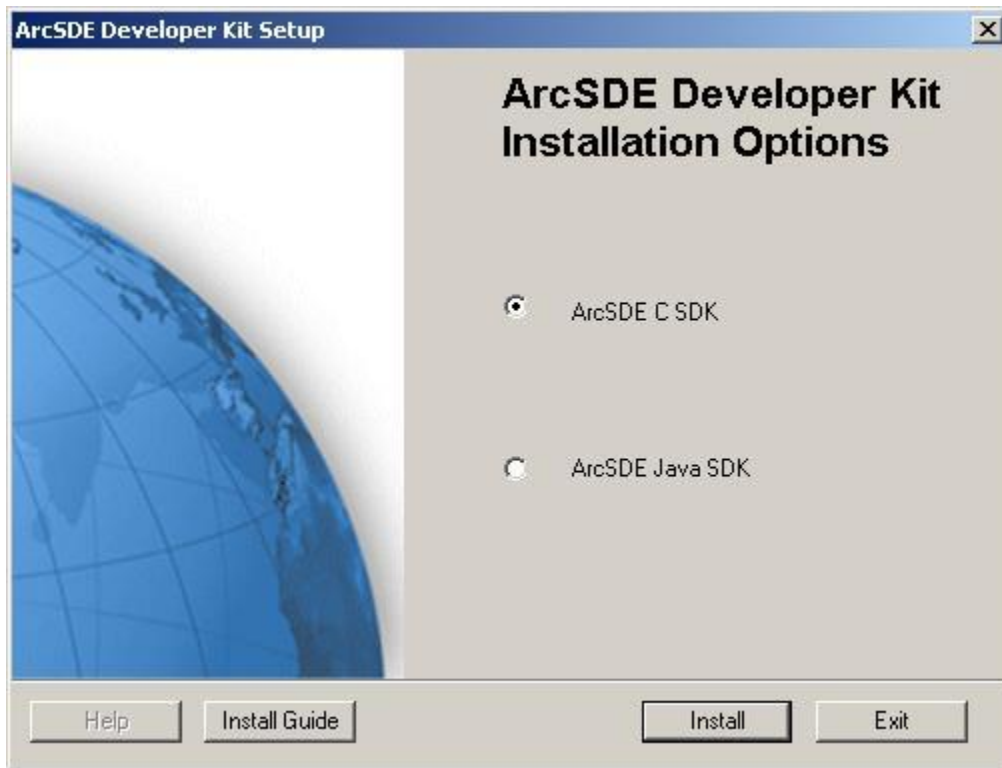 ArcSDE Developer Kit Setup
ArcSDE Developer Kit
Installation Options
ArcSDE C SDK
ArcSDE Java SDK
Help
Install Guide
Install
Exit